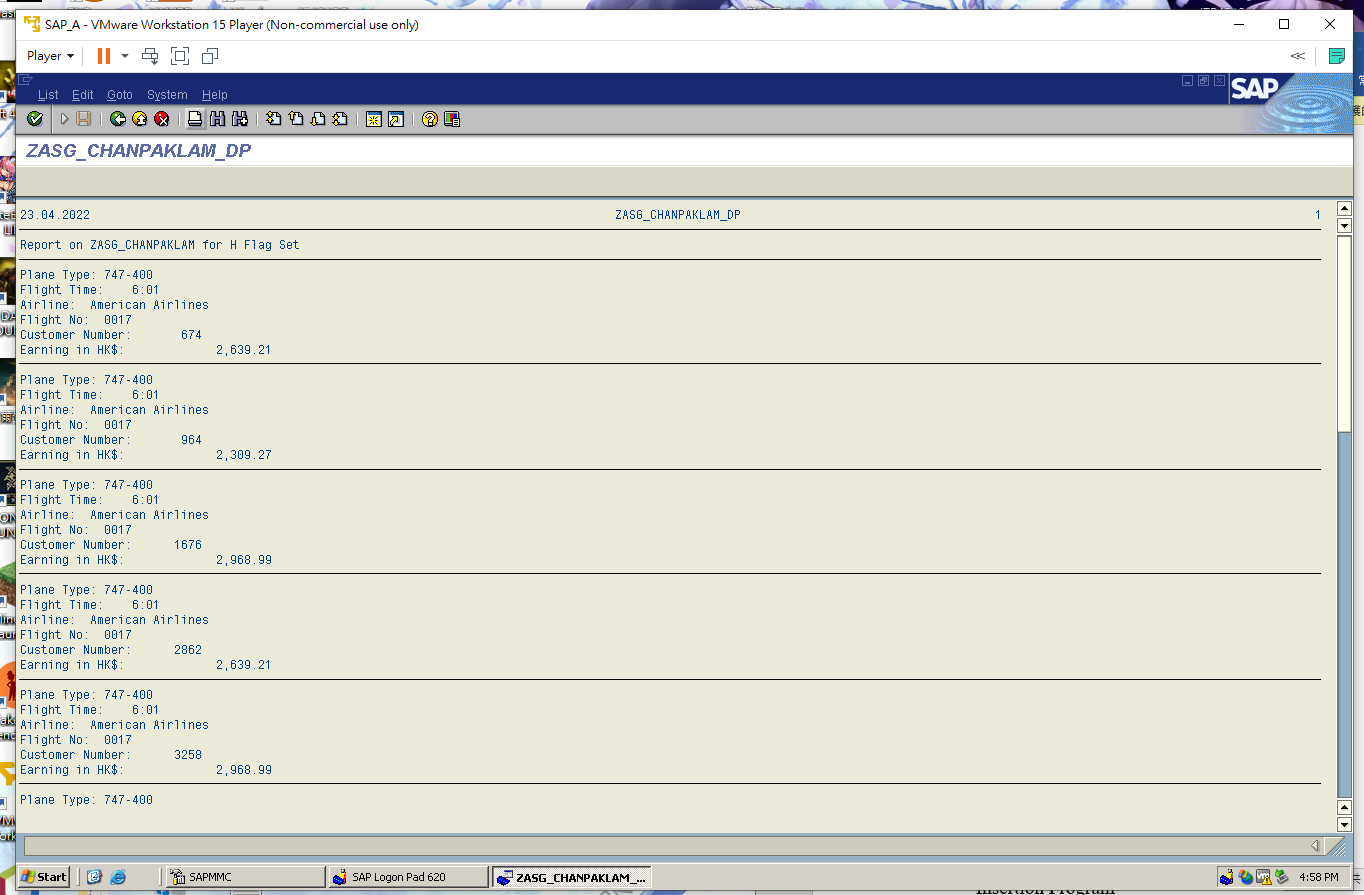 SAP_A - VMware Workstation 15 Player (Non-commercial use only)
Player
List Edit Goto System Help
SAP
ZASG_CHANPAKLAM_DP
23.04.2022 ZASG_CHANPAKLAM_DP 1
Report on ZASG_CHANPAKLAM for H Flag Set
Plane Type: 747-400
Flight Time: 6:01
Airline: American Airlines
Flight No: 0017
Customer Number: 674
Earning in HK$: 2,639.21
Plane Type: 747-400
Flight Time: 6:01
Airline: American Airlines
Flight No: 0017
Customer Number: 964
Earning in HK$: 2,309.27
Plane Type: 747-400
Flight Time: 6:01
Airline: American Airlines
Flight No: 0017
Customer Number: 1676
Earning in HK$: 2,968.99
Plane Type: 747-400
Flight Time: 6:01
Airline: American Airlines
Flight No: 0017
Customer Number: 2862
Earning in HK$: 2,639.21
Plane Type: 747-400
Flight Time: 6:01
Airline: American Airlines
Flight No: 0017
Customer Number: 3258
Earning in HK$: 2,968.99
Plane Type: 747-400
Start SAPMMC SAP Logon Pad 620 ZASG_CHANPAKLAM_... 4:58 PM
Insertion Program